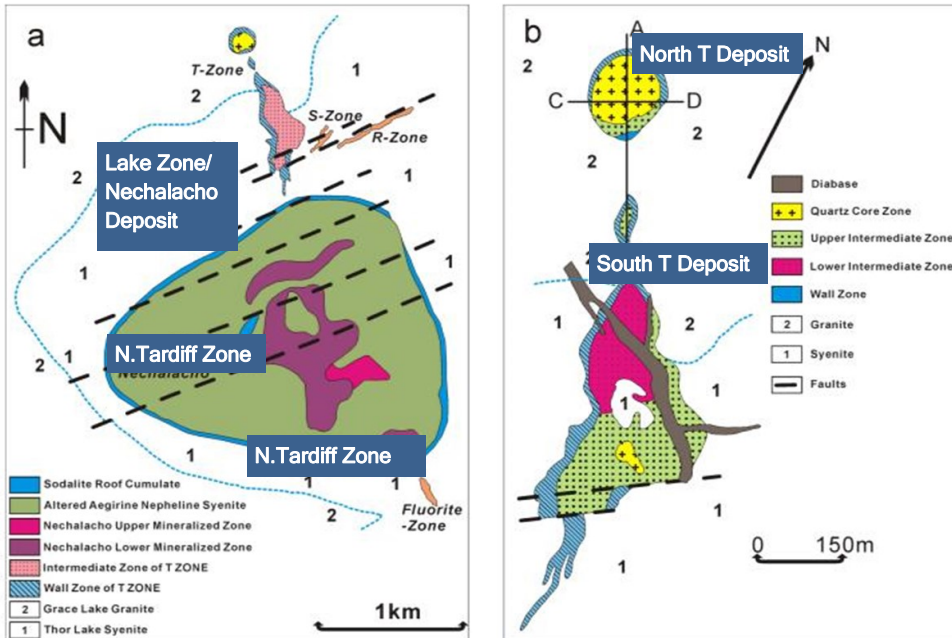 a
T-Zone
1
2
S-Zone
R-Zone
N
Lake Zone/
Nechalacho
Deposit
2
1
1
1
N.Tardiff Zone
Nechalacho
2
1
N.Tardiff Zone
1
1
1
2
Fluorite
-Zone
Sodalite Roof Cumulate
Altered Aegirine Nepheline Syenite
Nechalacho Upper Mineralized Zone
Nechalacho Lower Mineralized Zone
Intermediate Zone of T ZONE
Wall Zone of T ZONE
2 Grace Lake Granite
1 Thor Lake Syenite
1km
b
A
North T Deposit
N
2
C
D
2
2
South T Deposit
2
1
2
1
1
1
1
Diabase
Quartz Core Zone
Upper Intermediate Zone
Lower Intermediate Zone
Wall Zone
2 Granite
1 Syenite
Faults
0 150m